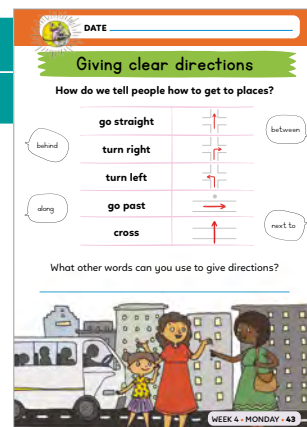 DATE
Giving clear directions
How do we tell people how to get to places?
go straight
between
behind
turn right
turn left
along
go past
next to
cross
What other words can you use to give directions?
WEEK 4 • MONDAY • 43